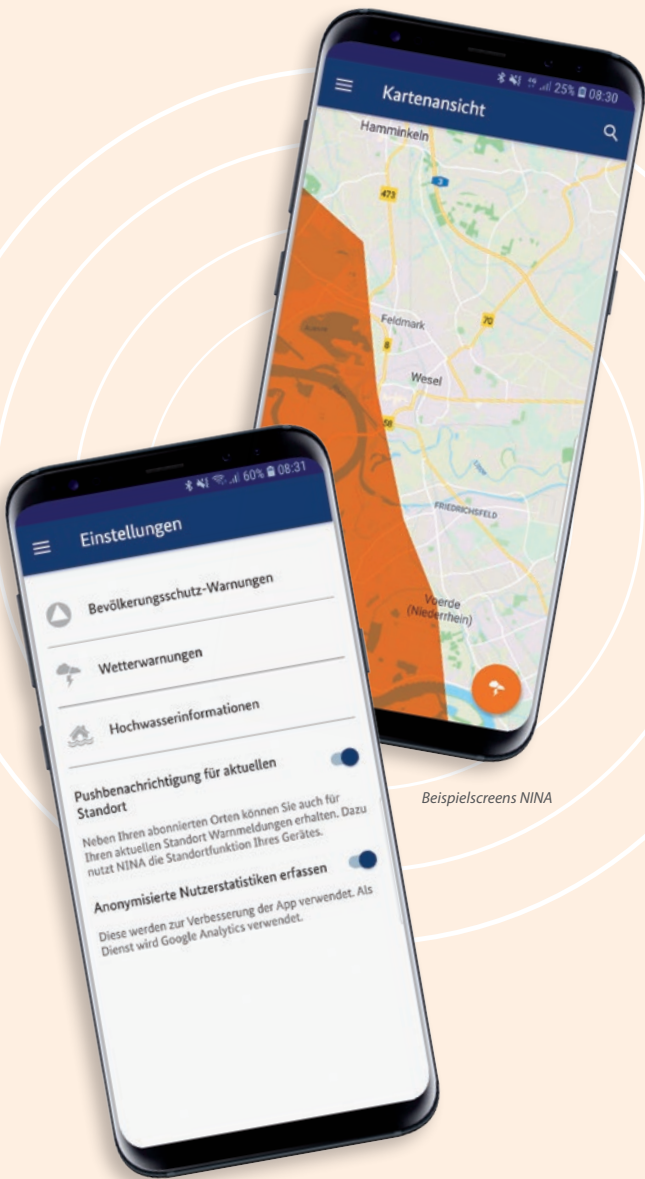 25% 08:30
Kartenansicht
Hamminkeln
3
473
Feldmark
70
8
Wesel
58
Lippe
FRIEDRICHSFELD
Voerde
(Niederrhein)
60% 08:31
Einstellungen
Bevölkerungsschutz-Warnungen
Wetterwarnungen
Hochwasserinformationen
Pushbenachrichtigung für aktuellen
Standort
Neben Ihren abonnierten Orten können Sie auch für
Ihren aktuellen Standort Warnmeldungen erhalten. Dazu
nutzt NINA die Standortfunktion Ihres Gerätes.
Anonymisierte Nutzerstatistiken erfassen
Diese werden zur Verbesserung der App verwendet. Als
Dienst wird Google Analytics verwendet.
Beispielscreens NINA